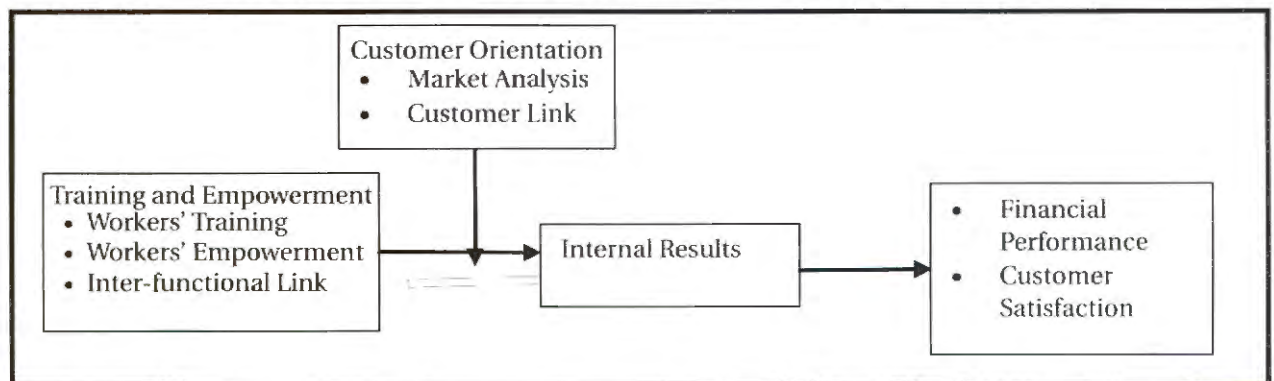 Customer Orientation
• Market Analysis
• Customer Link
Training and Empowerment
• Workers' Training
• Workers' Empowerment
• Inter-functional Link
Internal Results
• Financial
Performance
• Customer
Satisfaction